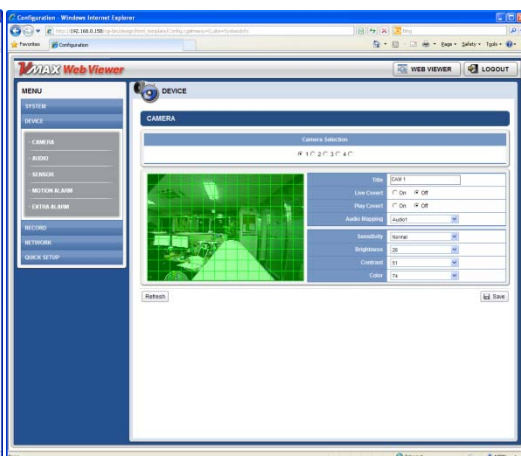 Configuration - Windows Internet Explorer
Bing
Favorites
Configuration
Page
Safety
Tools
VMAX Web Viewer
WEB VIEWER
LOGOUT
MENU
SYSTEM
DEVICE
CAMERA
AUDIO
SENSOR
MOTION ALARM
EXTRA ALARM
RECORD
NETWORK
QUICK SETUP
DEVICE
CAMERA
Camera Selection
1 2 3 4
Title CAM 1
Live Covert On Off
Play Covert On Off
Audio Mapping Audio1
Sensitivity Normal
Brightness 28
Contrast 51
Color 74
Refresh
Save